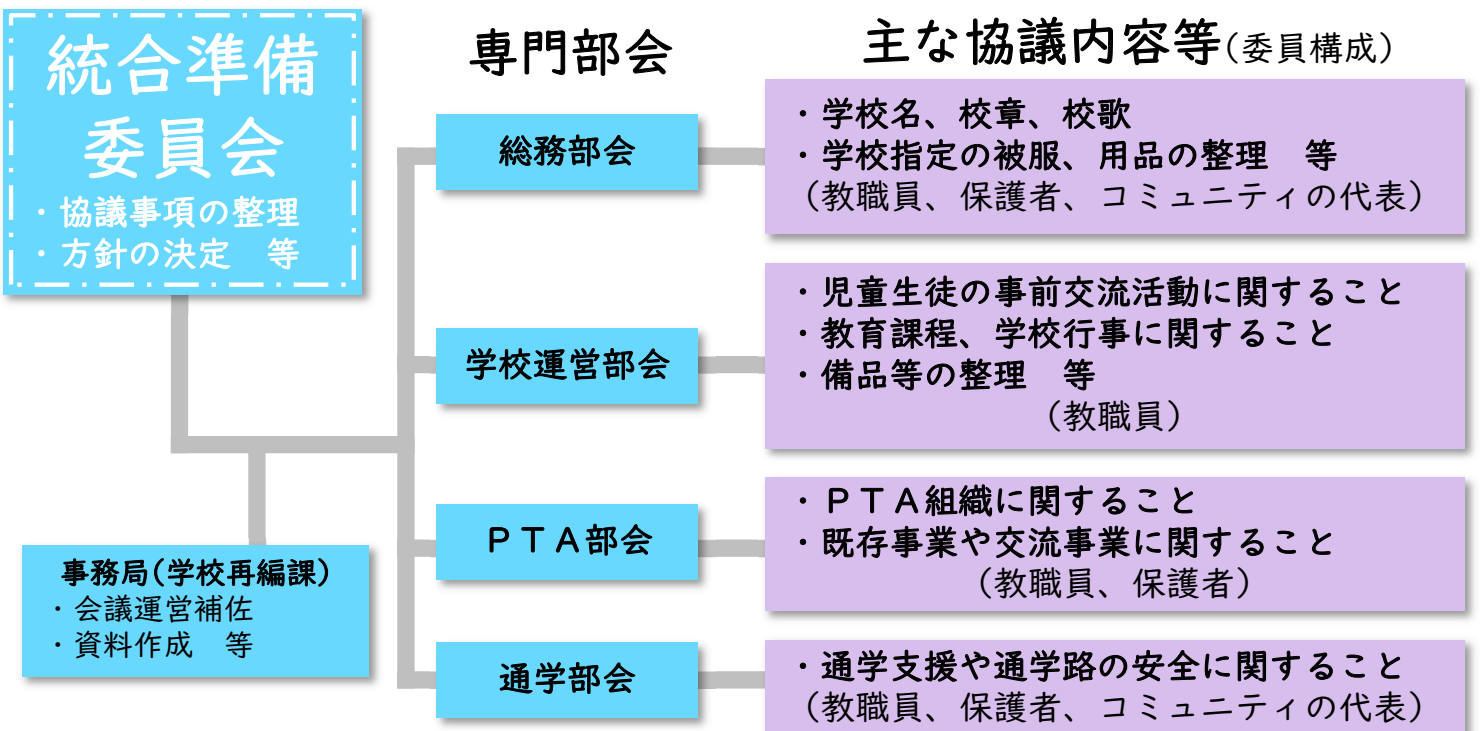 統合準備
委員会
・協議事項の整理
・方針の決定　等
専門部会
主な協議内容等(委員構成)
総務部会
・学校名、校章、校歌
・学校指定の被服、用品の整理　等
（教職員、保護者、コミュニティの代表）
学校運営部会
・児童生徒の事前交流活動に関すること
・教育課程、学校行事に関すること
・備品等の整理　等
（教職員）
ＰＴＡ部会
・ＰＴＡ組織に関すること
・既存事業や交流事業に関すること
（教職員、保護者）
通学部会
・通学支援や通学路の安全に関すること
（教職員、保護者、コミュニティの代表）
事務局(学校再編課)
・会議運営補佐
・資料作成　等